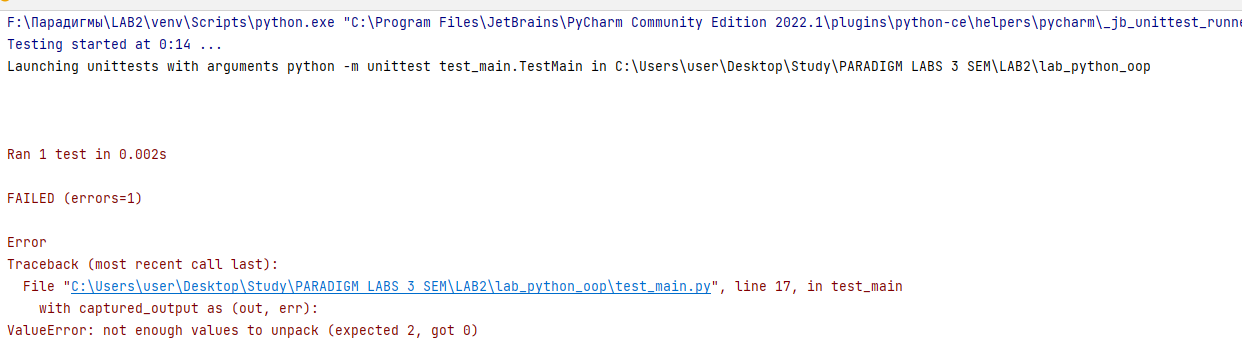 F:\Парадигмы\LAB2\venv\Scripts\python.exe "C:\Program Files\JetBrains\PyCharm Community Edition 2022.1\plugins\python-ce\helpers\pycharm\_jb_unittest_runne
Testing started at 0:14 ...
Launching unittests with arguments python -m unittest test_main.TestMain in C:\Users\user\Desktop\Study\PARADIGM LABS 3 SEM\LAB2\lab_python_oop
Ran 1 test in 0.002s
FAILED (errors=1)
Error
Traceback (most recent call last):
  File "C:\Users\user\Desktop\Study\PARADIGM LABS 3 SEM\LAB2\lab_python_oop\test_main.py", line 17, in test_main
    with captured_output as (out, err):
ValueError: not enough values to unpack (expected 2, got 0)